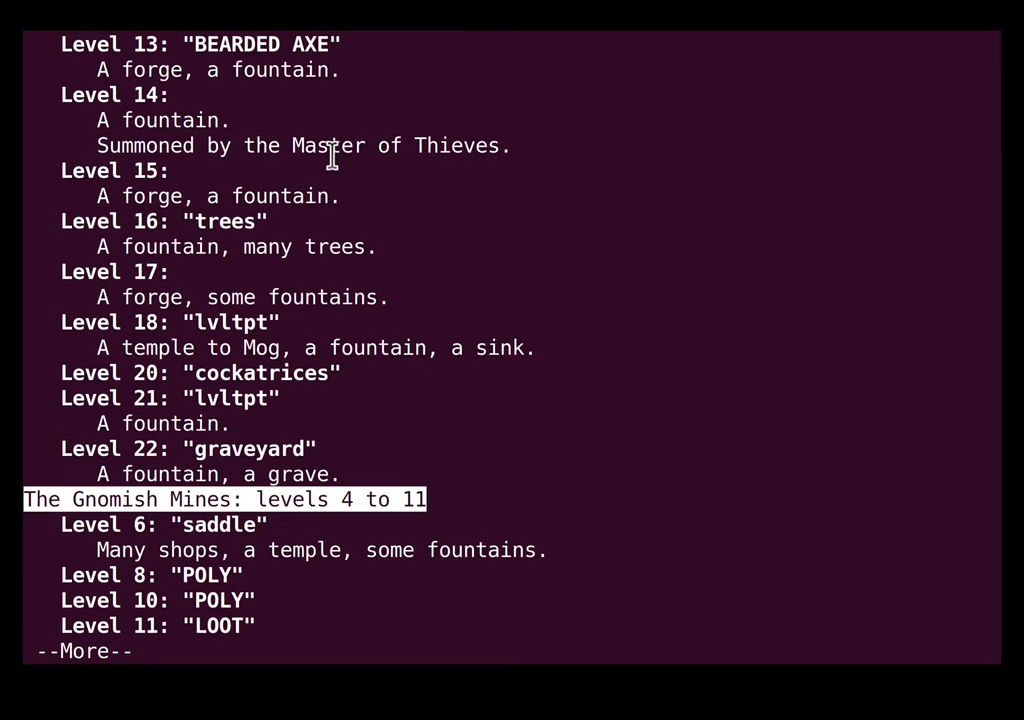 Level 13: "BEARDED AXE"
A forge, a fountain.
Level 14:
A fountain.
Summoned by the Master of Thieves.
Level 15:
A forge, a fountain.
Level 16: "trees"
A fountain, many trees.
Level 17:
A forge, some fountains.
Level 18: "lvltpt"
A temple to Mog, a fountain, a sink.
Level 20: "cockatrices"
Level 21: "lvltpt"
A fountain.
Level 22: "graveyard"
A fountain, a grave.
The Gnomish Mines: levels 4 to 11
Level 6: "saddle"
Many shops, a temple, some fountains.
Level 8: "POLY"
Level 10: "POLY"
Level 11: "LOOT"
--More--